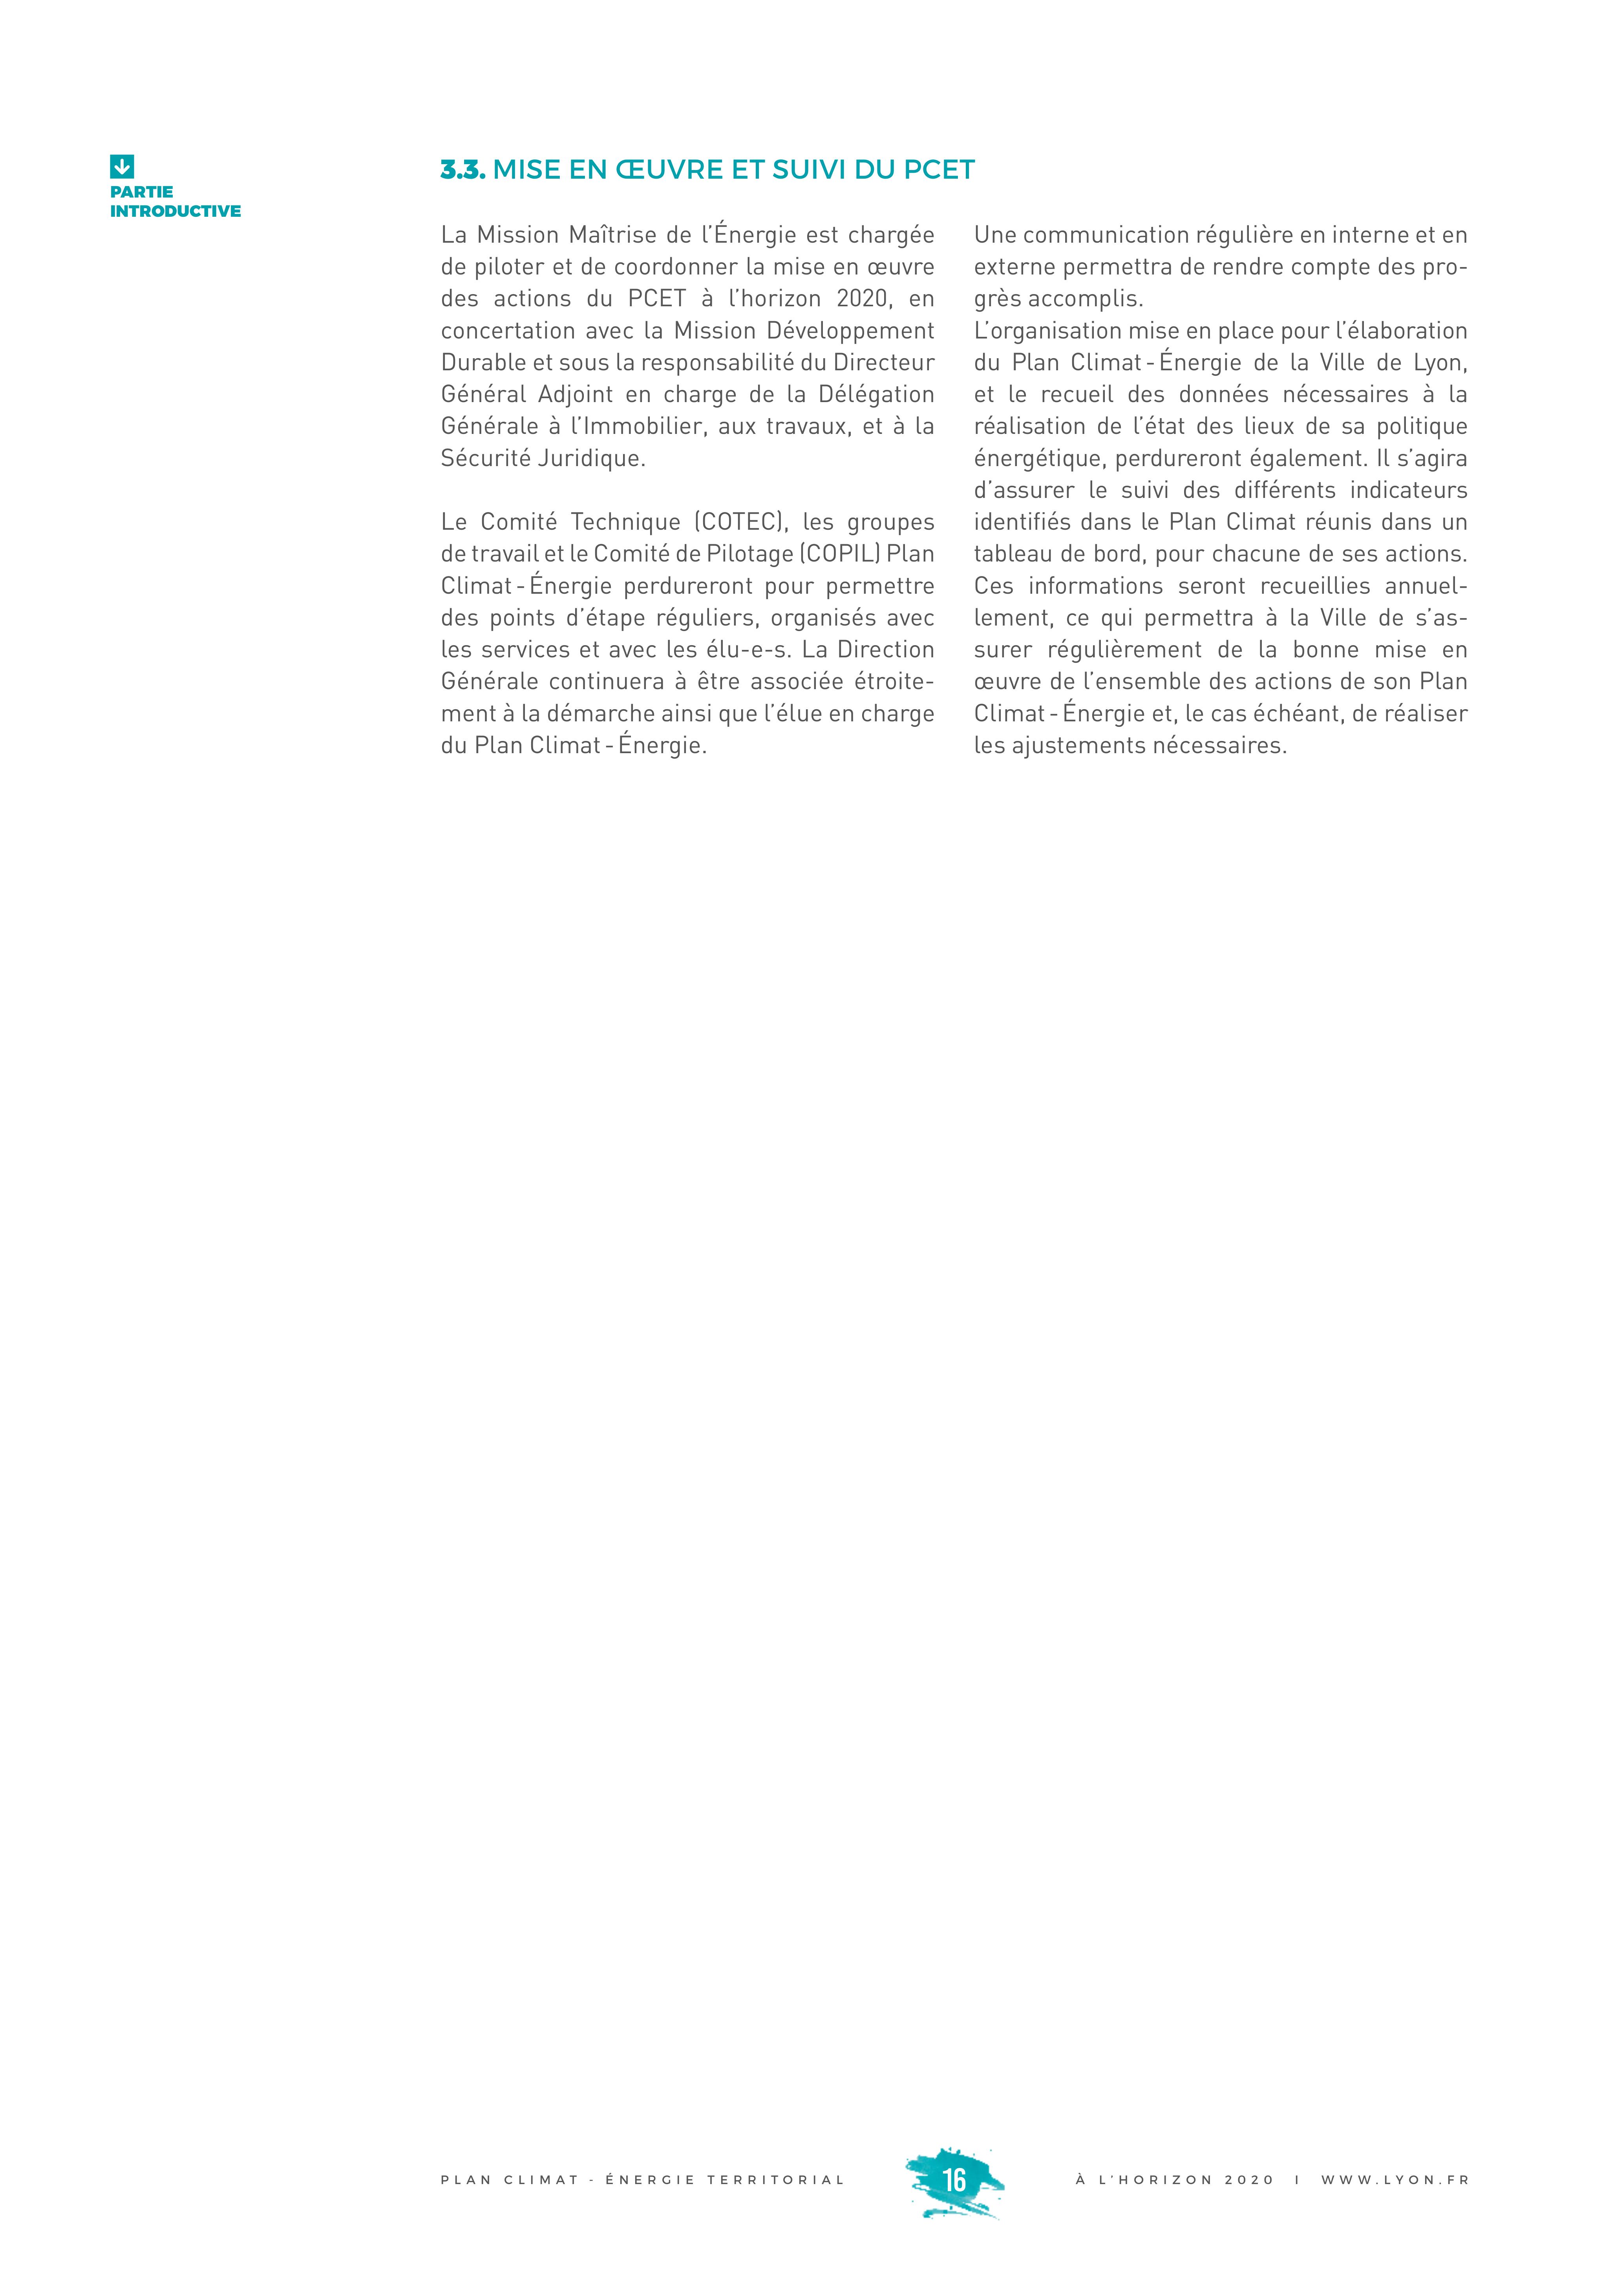 PARTIE
INTRODUCTIVE
3.3. MISE EN ŒUVRE ET SUIVI DU PCET
La Mission Maîtrise de l’Énergie est chargée
de piloter et de coordonner la mise en œuvre
des actions du PCET à l’horizon 2020, en
concertation avec la Mission Développement
Durable et sous la responsabilité du Directeur
Général Adjoint en charge de la Délégation
Générale à l’Immobilier, aux travaux, et à la
Sécurité Juridique.
Le Comité Technique (COTEC), les groupes
de travail et le Comité de Pilotage (COPIL) Plan
Climat - Énergie perdureront pour permettre
des points d’étape réguliers, organisés avec
les services et avec les élu-e-s. La Direction
Générale continuera à être associée étroite-
ment à la démarche ainsi que l’élue en charge
du Plan Climat - Énergie.
Une communication régulière en interne et en
externe permettra de rendre compte des pro-
grès accomplis.
L’organisation mise en place pour l’élaboration
du Plan Climat - Énergie de la Ville de Lyon,
et le recueil des données nécessaires à la
réalisation de l’état des lieux de sa politique
énergétique, perdureront également. Il s’agira
d’assurer le suivi des différents indicateurs
identifiés dans le Plan Climat réunis dans un
tableau de bord, pour chacune de ses actions.
Ces informations seront recueillies annuel-
lement, ce qui permettra à la Ville de s’as-
surer régulièrement de la bonne mise en
œuvre de l’ensemble des actions de son Plan
Climat - Énergie et, le cas échéant, de réaliser
les ajustements nécessaires.
PLAN CLIMAT - ÉNERGIE TERRITORIAL
16
À L’HORIZON 2020 I WWW.LYON.FR